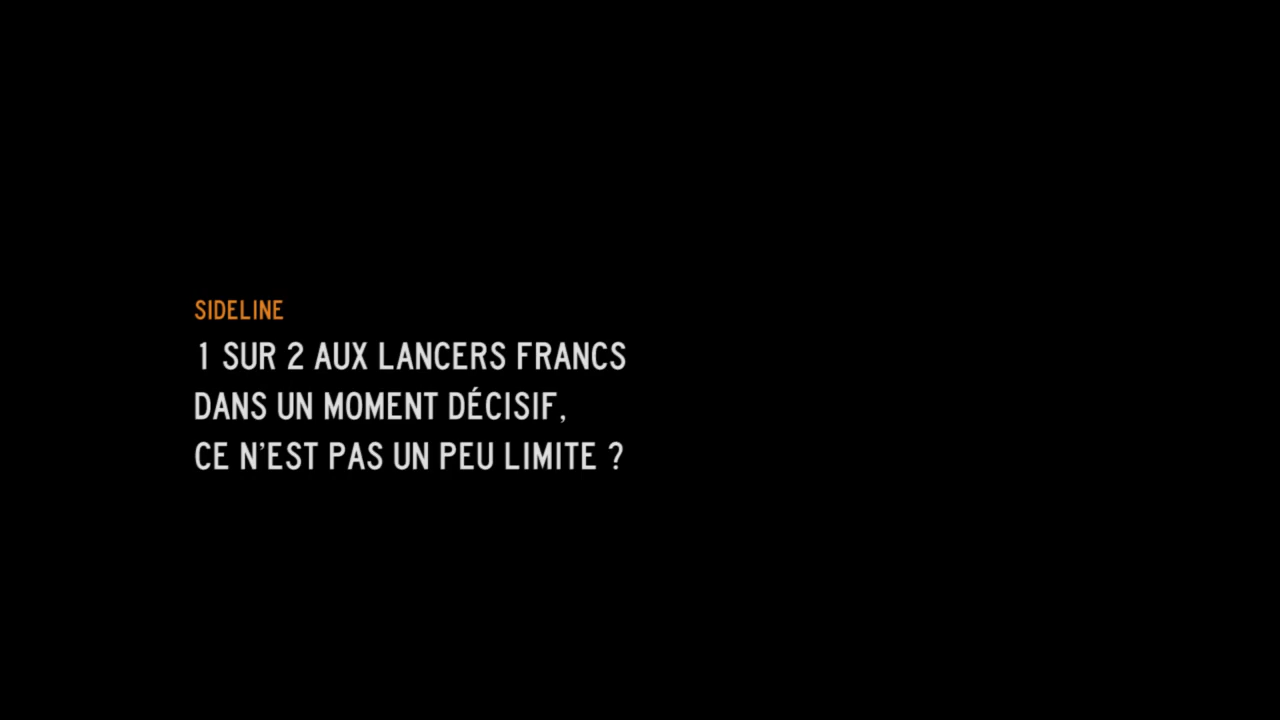 SIDELINE
1 SUR 2 AUX LANCERS FRANCS
DANS UN MOMENT DÉCISIF,
CE N’EST PAS UN PEU LIMITE ?